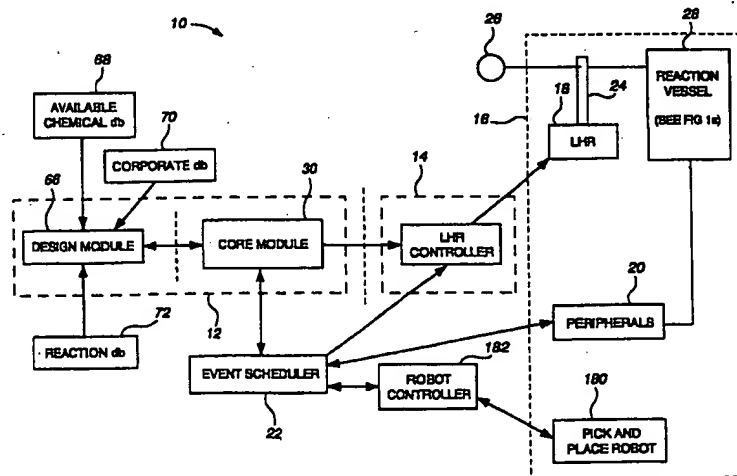 10
68
AVAILABLE
CHEMICAL db
70
CORPORATE db
66
DESIGN MODULE
30
CORE MODULE
14
LHR
CONTROLLER
12
72
REACTION db
EVENT SCHEDULER
22
182
ROBOT
CONTROLLER
26
16
18
24
LHR
28
REACTION
VESSEL
(SEE FIG 1a)
20
PERIPHERALS
180
PICK AND
PLACE ROBOT